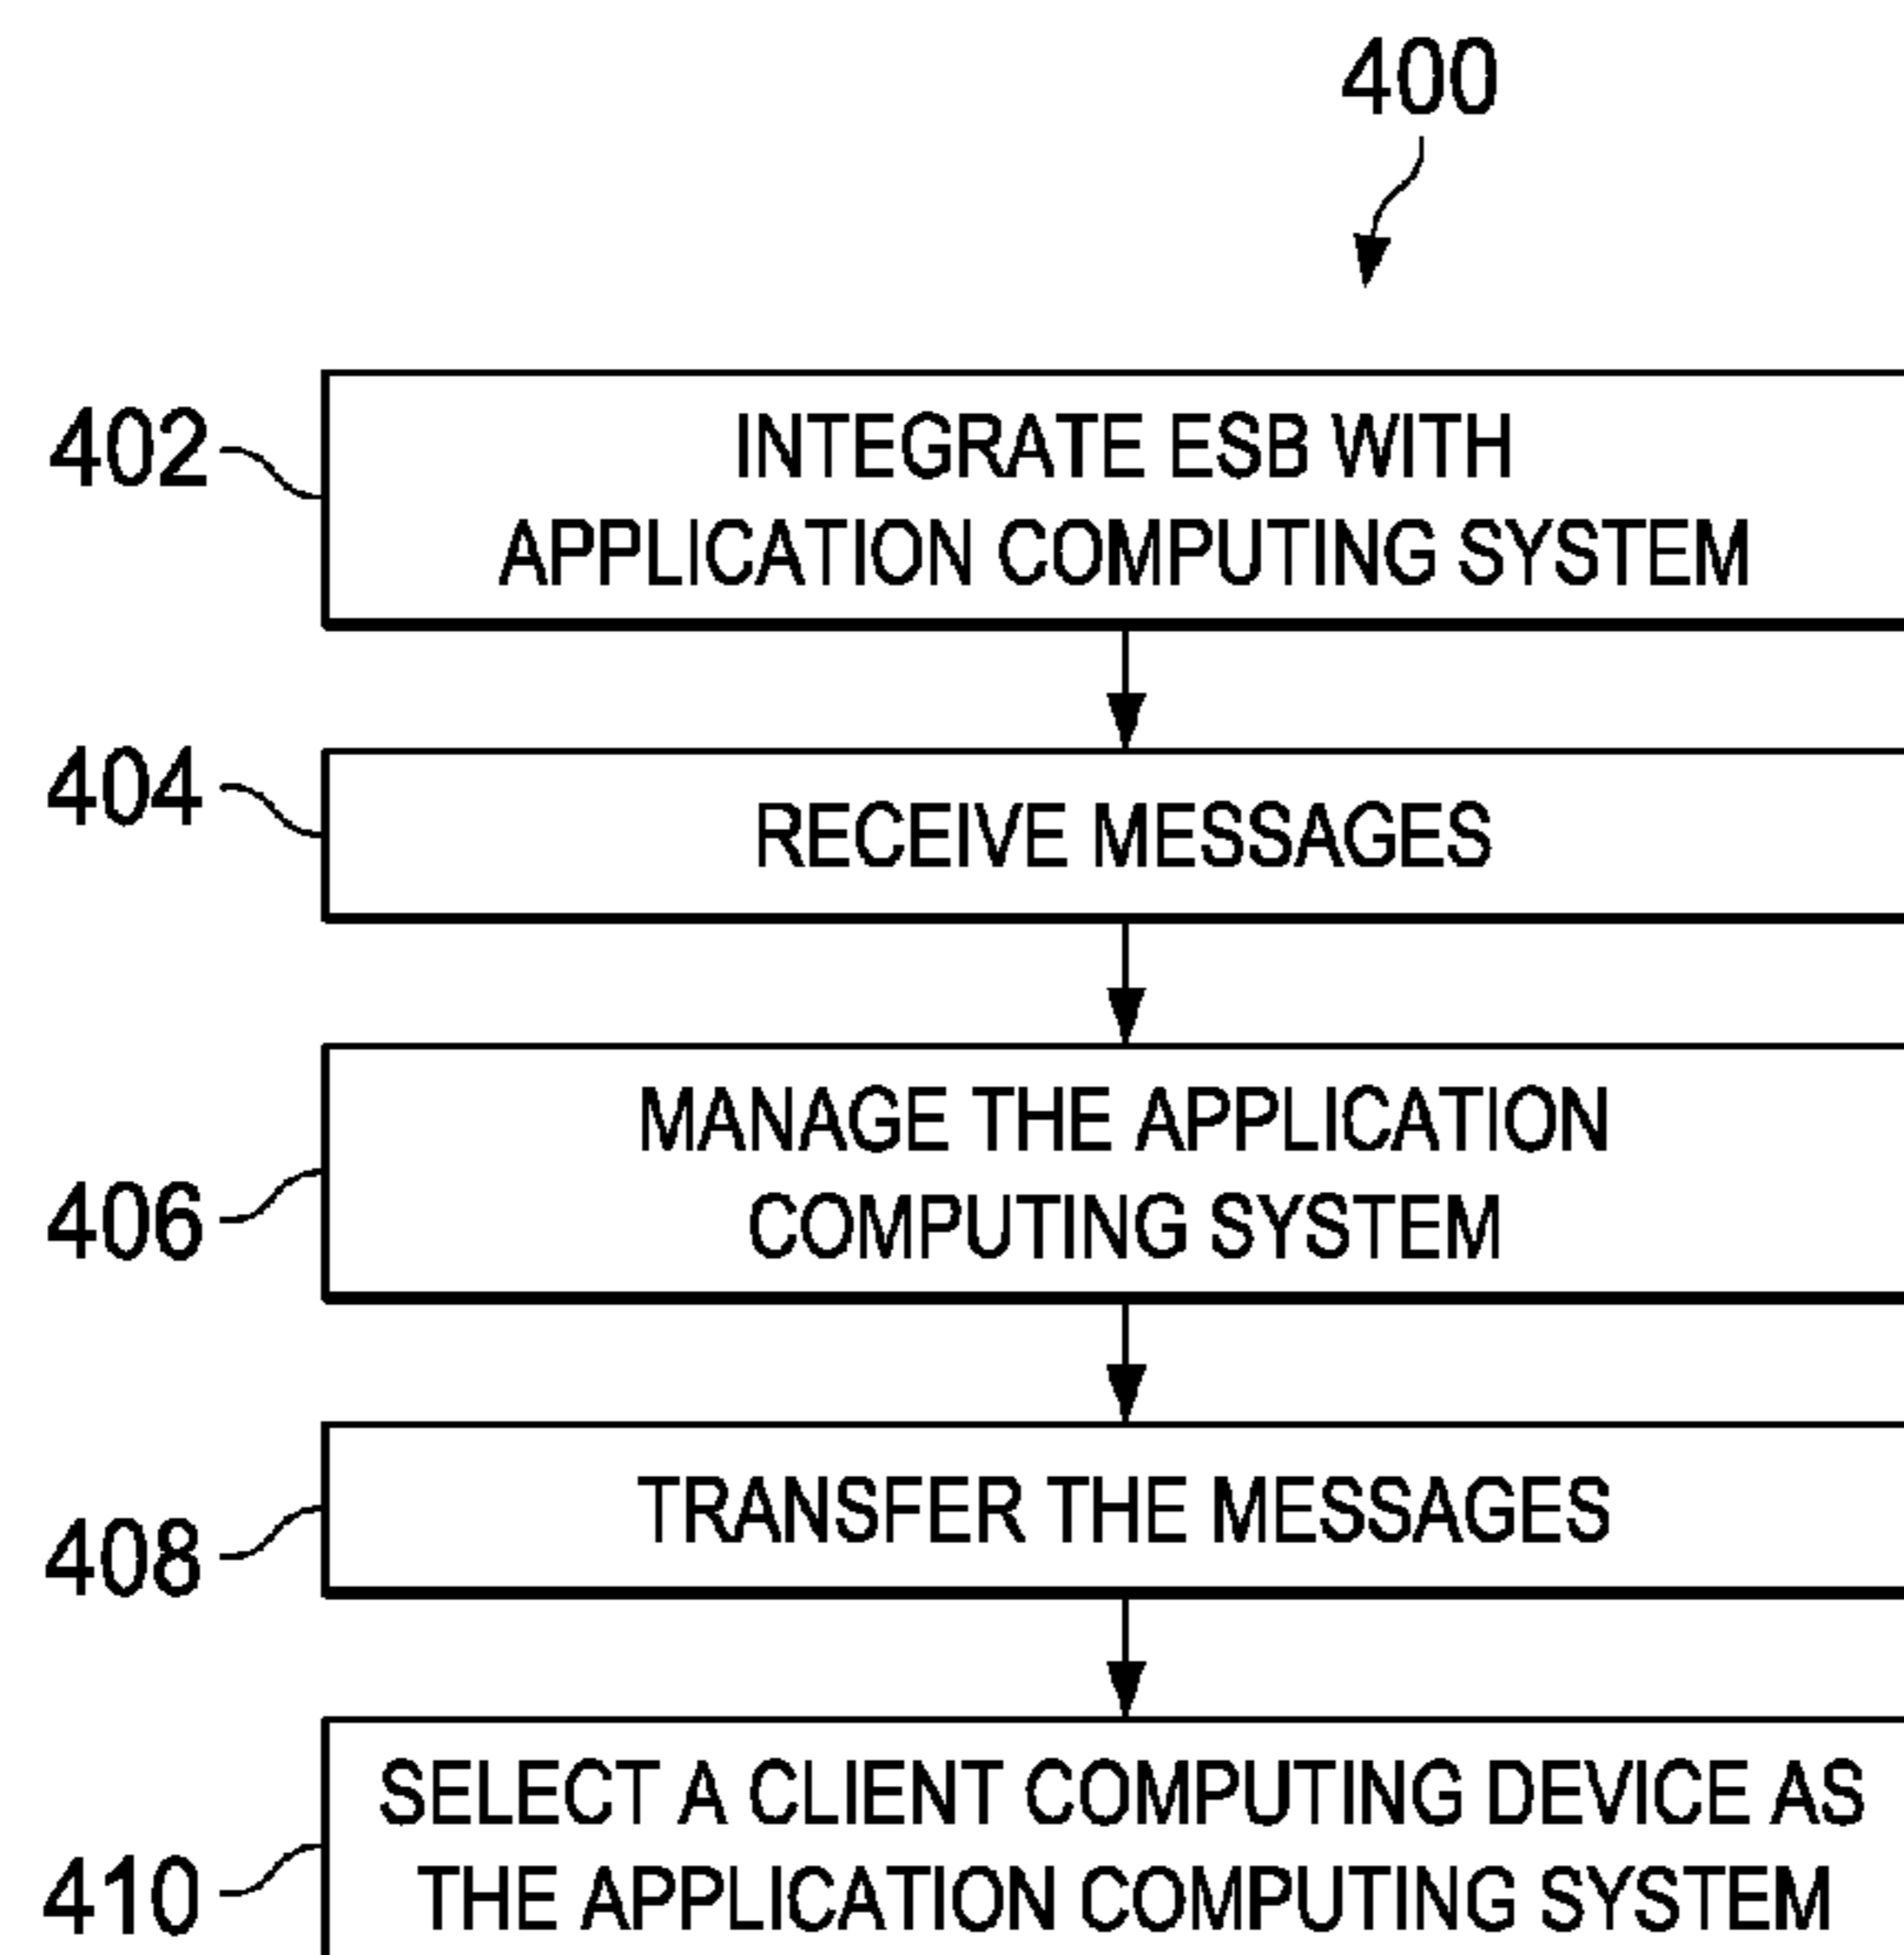 400
402
INTEGRATE ESB WITH
APPLICATION COMPUTING SYSTEM
404
RECEIVE MESSAGES
406
MANAGE THE APPLICATION
COMPUTING SYSTEM
408
TRANSFER THE MESSAGES
410
SELECT A CLIENT COMPUTING DEVICE AS
THE APPLICATION COMPUTING SYSTEM